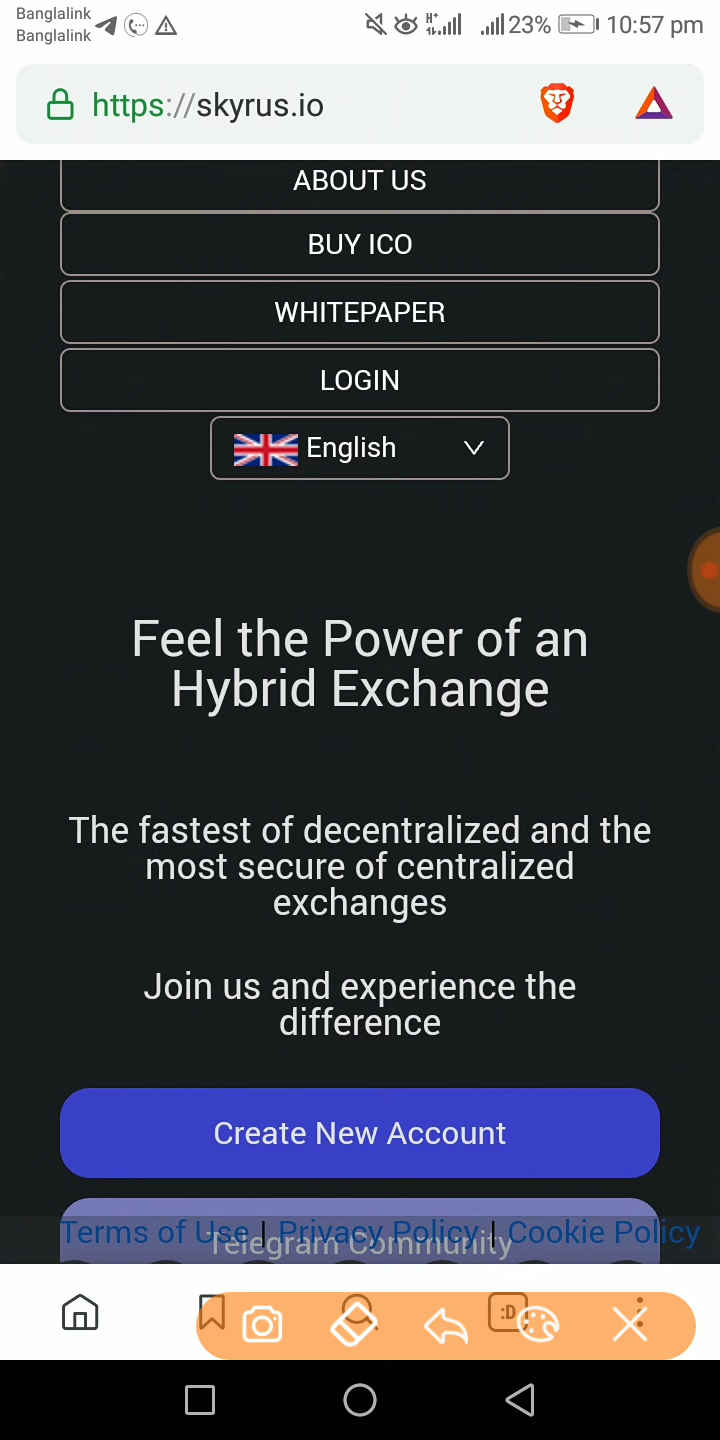 Banglalink
Banglalink
23% 10:57 pm
https://skyrus.io
ABOUT US
BUY ICO
WHITEPAPER
LOGIN
English
Feel the Power of an
Hybrid Exchange
The fastest of decentralized and the
most secure of centralized
exchanges
Join us and experience the
difference
Create New Account
Telegram Community
Terms of Use | Privacy Policy | Cookie Policy
:D